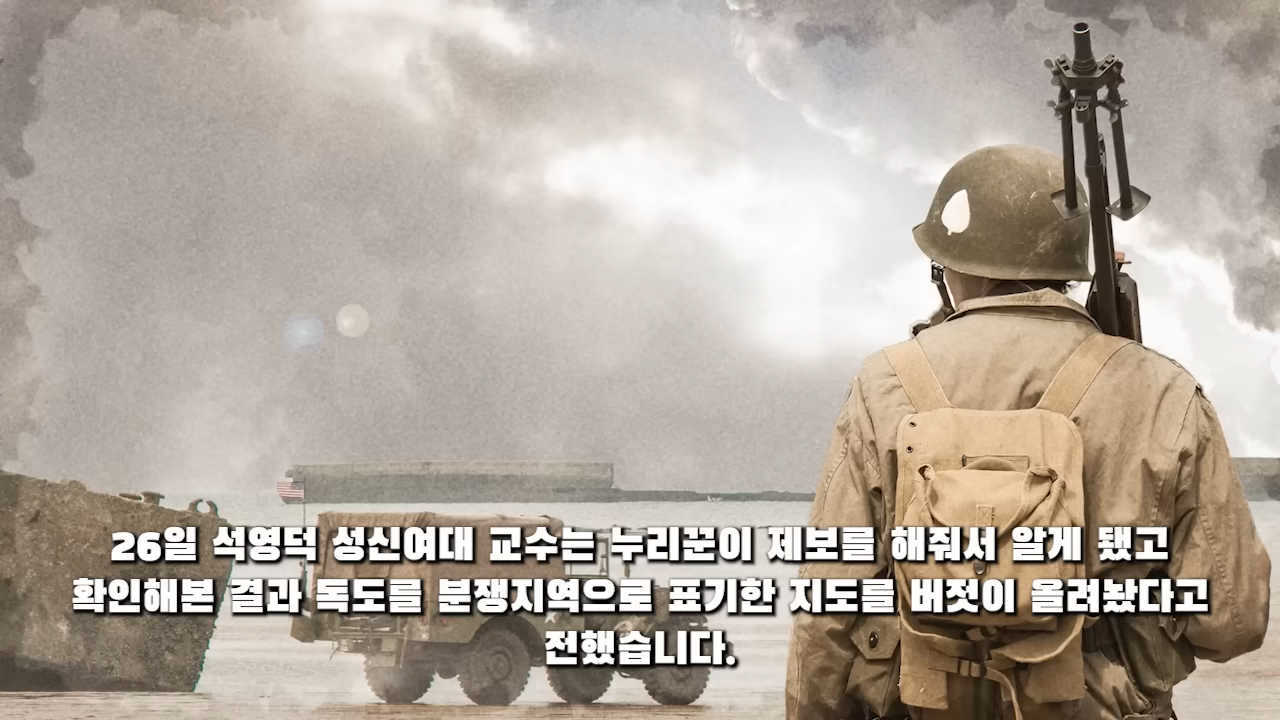 26일 석영덕 성신여대 교수는 누리꾼이 제보를 해줘서 알게 됐고
확인해본 결과 독도를 분쟁지역으로 표기한 지도를 버젓이 올려놨다고
전했습니다.